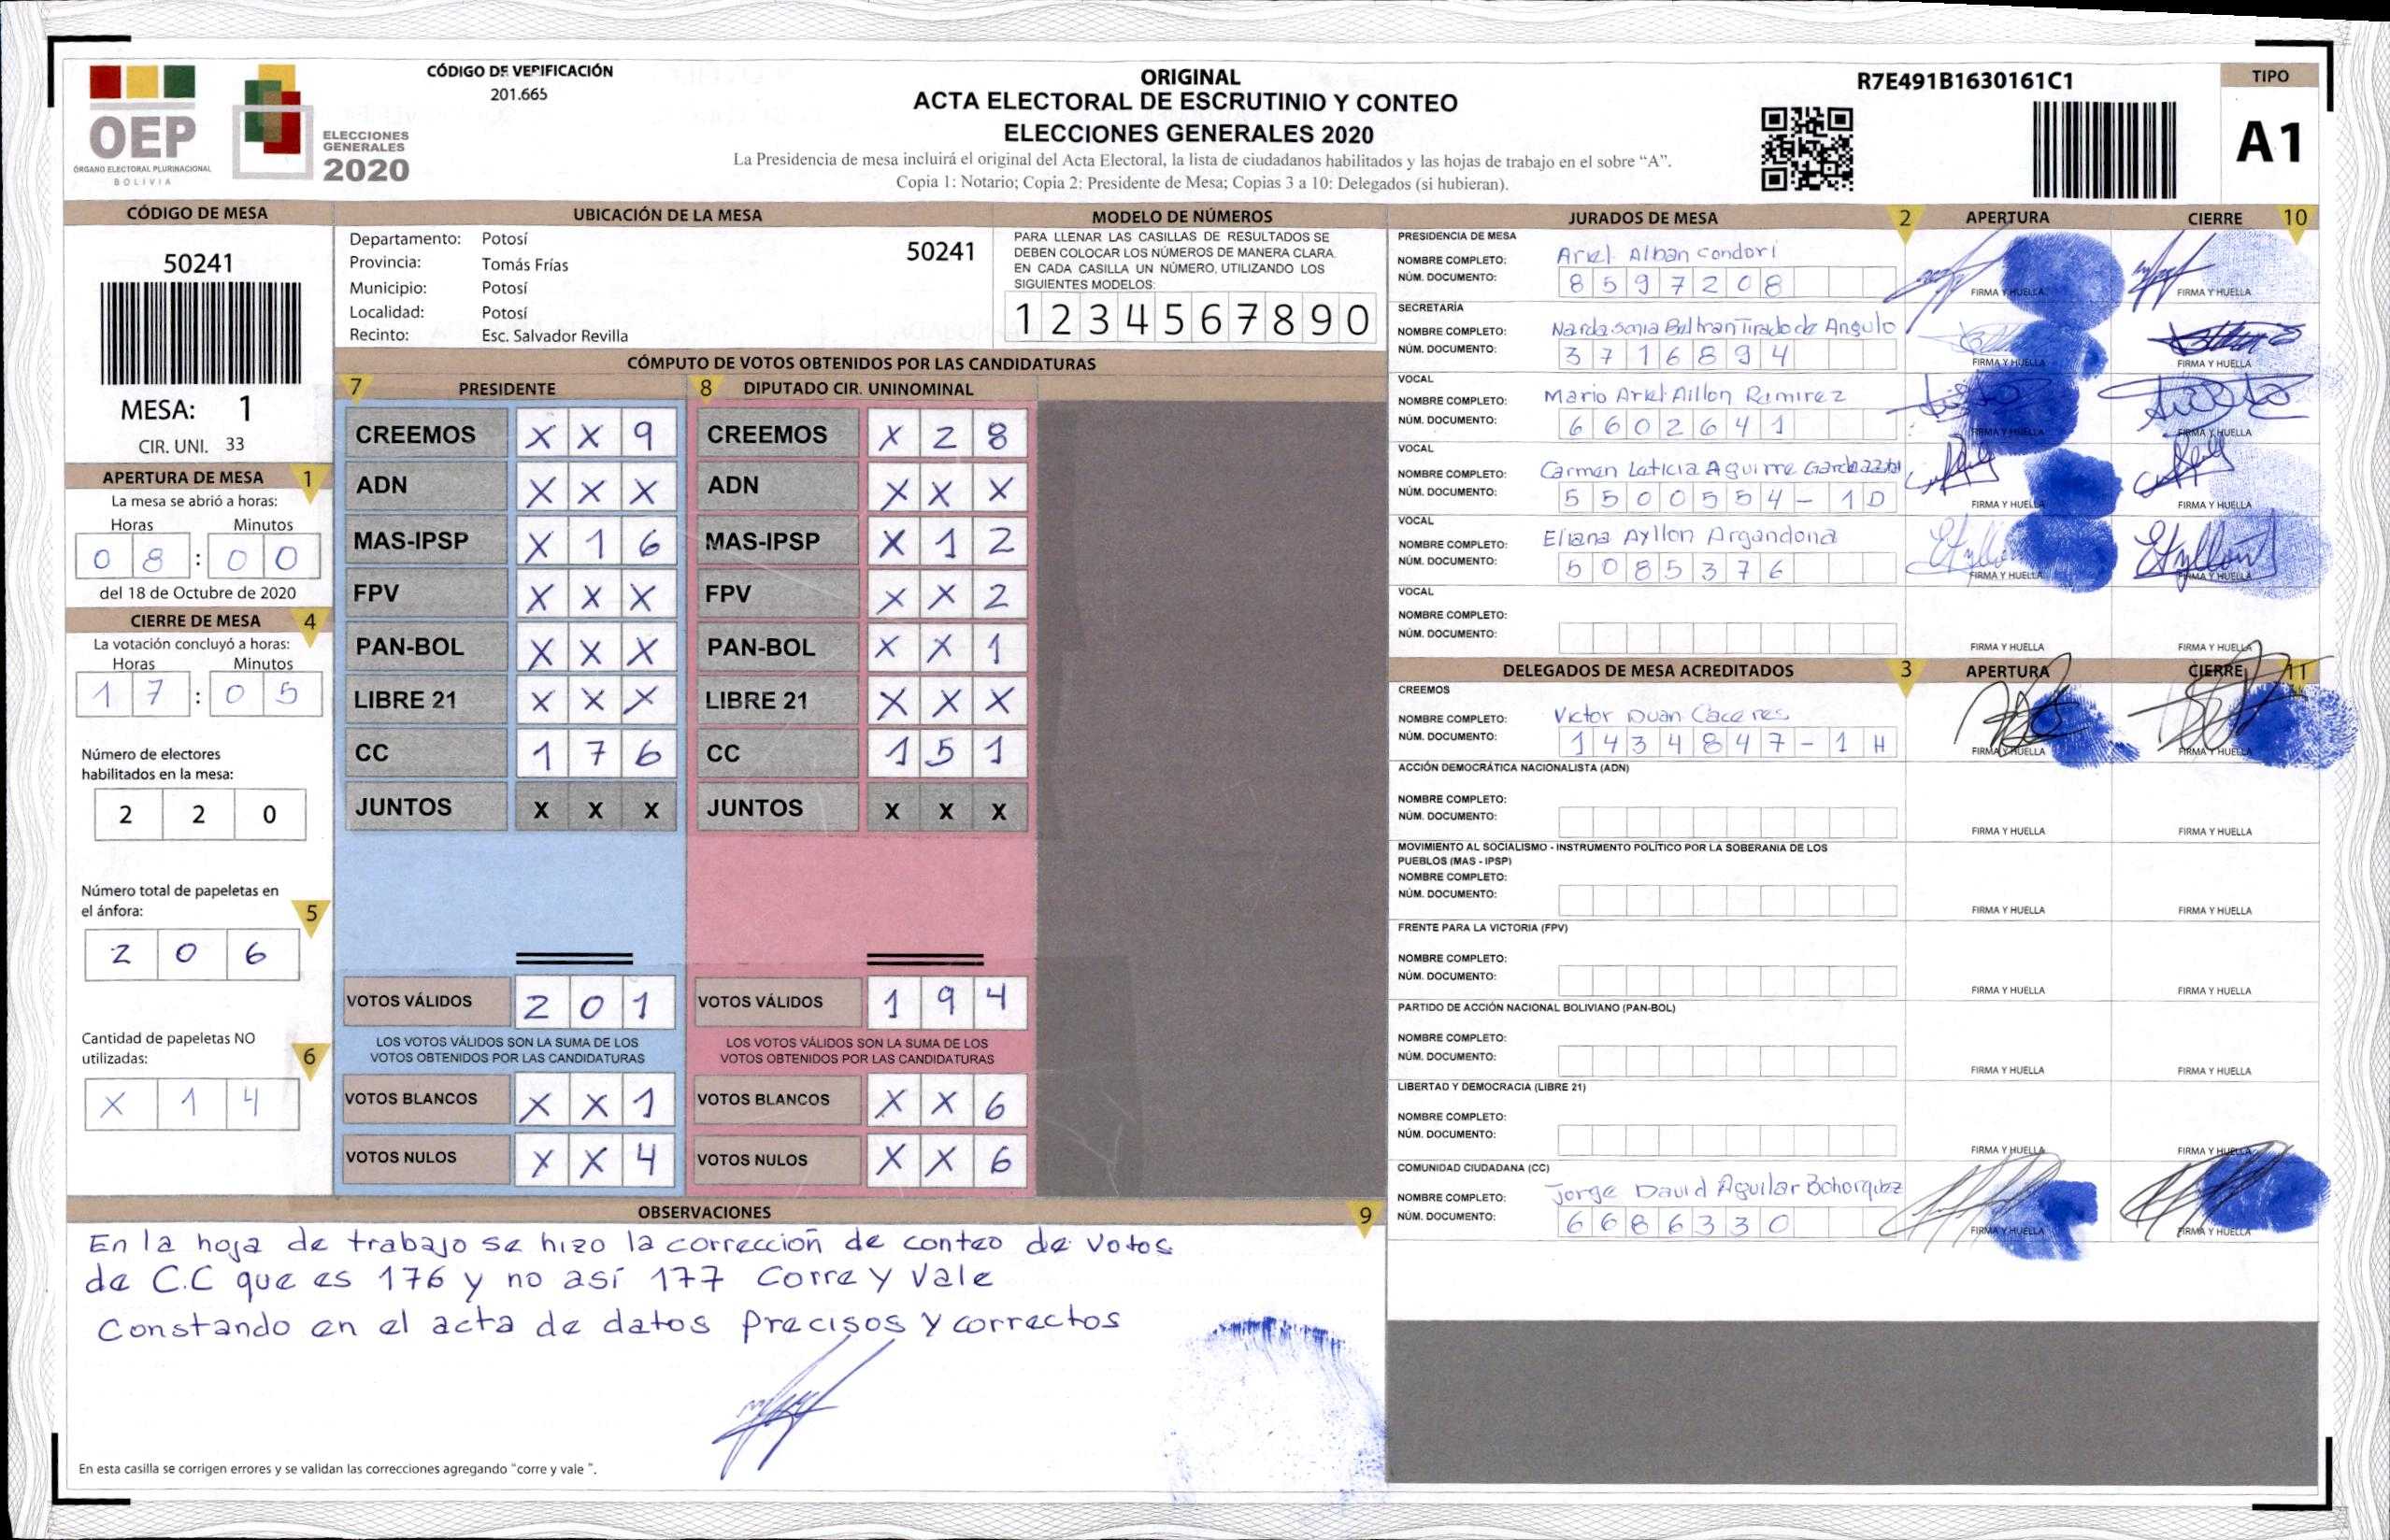 CÓDIGO DE VERIFICACIÓN
201.665
OEP
ÓRGANO ELECTORAL PLURINACIONAL
BOLIVIA
ELECCIONES
GENERALES
2020
ORIGINAL
ACTA ELECTORAL DE ESCRUTINIO Y CONTEO
ELECCIONES GENERALES 2020
La Presidencia de mesa incluirá el original del Acta Electoral, la lista de ciudadanos habilitados y las hojas de trabajo en el sobre “A”.
Copia 1: Notario; Copia 2: Presidente de Mesa; Copias 3 a 10: Delegados (si hubieran).
R7E491B1630161C1
TIPO
A1
CÓDIGO DE MESA
50241
MESA: 1
CIR. UNI. 33
APERTURA DE MESA 1
La mesa se abrió a horas:
Horas Minutos
0 8 : 0 0
del 18 de Octubre de 2020
CIERRE DE MESA 4
La votación concluyó a horas:
Horas Minutos
1 7 : 0 5
Número de electores
habilitados en la mesa:
2 2 0
Número total de papeletas en
el ánfora: 5
2 0 6
Cantidad de papeletas NO
utilizadas: 6
X 1 4
UBICACIÓN DE LA MESA
Departamento: Potosí 50241
Provincia: Tomás Frías
Municipio: Potosí
Localidad: Potosí
Recinto: Esc. Salvador Revilla
MODELO DE NÚMEROS
PARA LLENAR LAS CASILLAS DE RESULTADOS SE
DEBEN COLOCAR LOS NÚMEROS DE MANERA CLARA.
EN CADA CASILLA UN NÚMERO, UTILIZANDO LOS
SIGUIENTES MODELOS:
1 2 3 4 5 6 7 8 9 0
CÓMPUTO DE VOTOS OBTENIDOS POR LAS CANDIDATURAS
7 PRESIDENTE 8 DIPUTADO CIR. UNINOMINAL
CREEMOS X X 9 CREEMOS X 2 8
ADN X X X ADN X X X
MAS-IPSP X 1 6 MAS-IPSP X 1 2
FPV X X X FPV X X 2
PAN-BOL X X X PAN-BOL X X 1
LIBRE 21 X X X LIBRE 21 X X X
CC 1 7 6 CC 1 5 1
JUNTOS X X X JUNTOS X X X
VOTOS VÁLIDOS 2 0 1 VOTOS VÁLIDOS 1 9 4
LOS VOTOS VÁLIDOS SON LA SUMA DE LOS LOS VOTOS VÁLIDOS SON LA SUMA DE LOS
VOTOS OBTENIDOS POR LAS CANDIDATURAS VOTOS OBTENIDOS POR LAS CANDIDATURAS
VOTOS BLANCOS X X 1 VOTOS BLANCOS X X 6
VOTOS NULOS X X 4 VOTOS NULOS X X 6
OBSERVACIONES 9
En la hoja de trabajo se hizo la corrección de conteo de votos
de C.C que es 176 y no así 177 Corre y Vale
Constando en el acta de datos Precisos y correctos
En esta casilla se corrigen errores y se validan las correcciones agregando “corre y vale ”.
JURADOS DE MESA 2 APERTURA CIERRE 10
PRESIDENCIA DE MESA
NOMBRE COMPLETO: Ariel Alban Condori
NÚM. DOCUMENTO: 8597208
FIRMA Y HUELLA FIRMA Y HUELLA
SECRETARÍA
NOMBRE COMPLETO: Narda Sonia Beltran Tirado de Angulo
NÚM. DOCUMENTO: 3716894
FIRMA Y HUELLA FIRMA Y HUELLA
VOCAL
NOMBRE COMPLETO: Mario Ariel Aillon Ramirez
NÚM. DOCUMENTO: 6602641
FIRMA Y HUELLA FIRMA Y HUELLA
VOCAL
NOMBRE COMPLETO: Carmen Leticia Aguirre
NÚM. DOCUMENTO: 5500554-1D
FIRMA Y HUELLA FIRMA Y HUELLA
VOCAL
NOMBRE COMPLETO: Eliana Ayllon Argandona
NÚM. DOCUMENTO: 5085376
FIRMA Y HUELLA FIRMA Y HUELLA
VOCAL
NOMBRE COMPLETO:
NÚM. DOCUMENTO:
FIRMA Y HUELLA FIRMA Y HUELLA
DELEGADOS DE MESA ACREDITADOS 3 APERTURA CIERRE 11
CREEMOS
NOMBRE COMPLETO: Victor Duan Caceres
NÚM. DOCUMENTO: 1434847-1H
FIRMA Y HUELLA FIRMA Y HUELLA
ACCIÓN DEMOCRÁTICA NACIONALISTA (ADN)
NOMBRE COMPLETO:
NÚM. DOCUMENTO:
FIRMA Y HUELLA FIRMA Y HUELLA
MOVIMIENTO AL SOCIALISMO - INSTRUMENTO POLÍTICO POR LA SOBERANIA DE LOS
PUEBLOS (MAS - IPSP)
NOMBRE COMPLETO:
NÚM. DOCUMENTO:
FIRMA Y HUELLA FIRMA Y HUELLA
FRENTE PARA LA VICTORIA (FPV)
NOMBRE COMPLETO:
NÚM. DOCUMENTO:
FIRMA Y HUELLA FIRMA Y HUELLA
PARTIDO DE ACCIÓN NACIONAL BOLIVIANO (PAN-BOL)
NOMBRE COMPLETO:
NÚM. DOCUMENTO:
FIRMA Y HUELLA FIRMA Y HUELLA
LIBERTAD Y DEMOCRACIA (LIBRE 21)
NOMBRE COMPLETO:
NÚM. DOCUMENTO:
FIRMA Y HUELLA FIRMA Y HUELLA
COMUNIDAD CIUDADANA (CC)
NOMBRE COMPLETO: Jorge David Aguilar Bohorquez
NÚM. DOCUMENTO: 6686330
FIRMA Y HUELLA FIRMA Y HUELLA